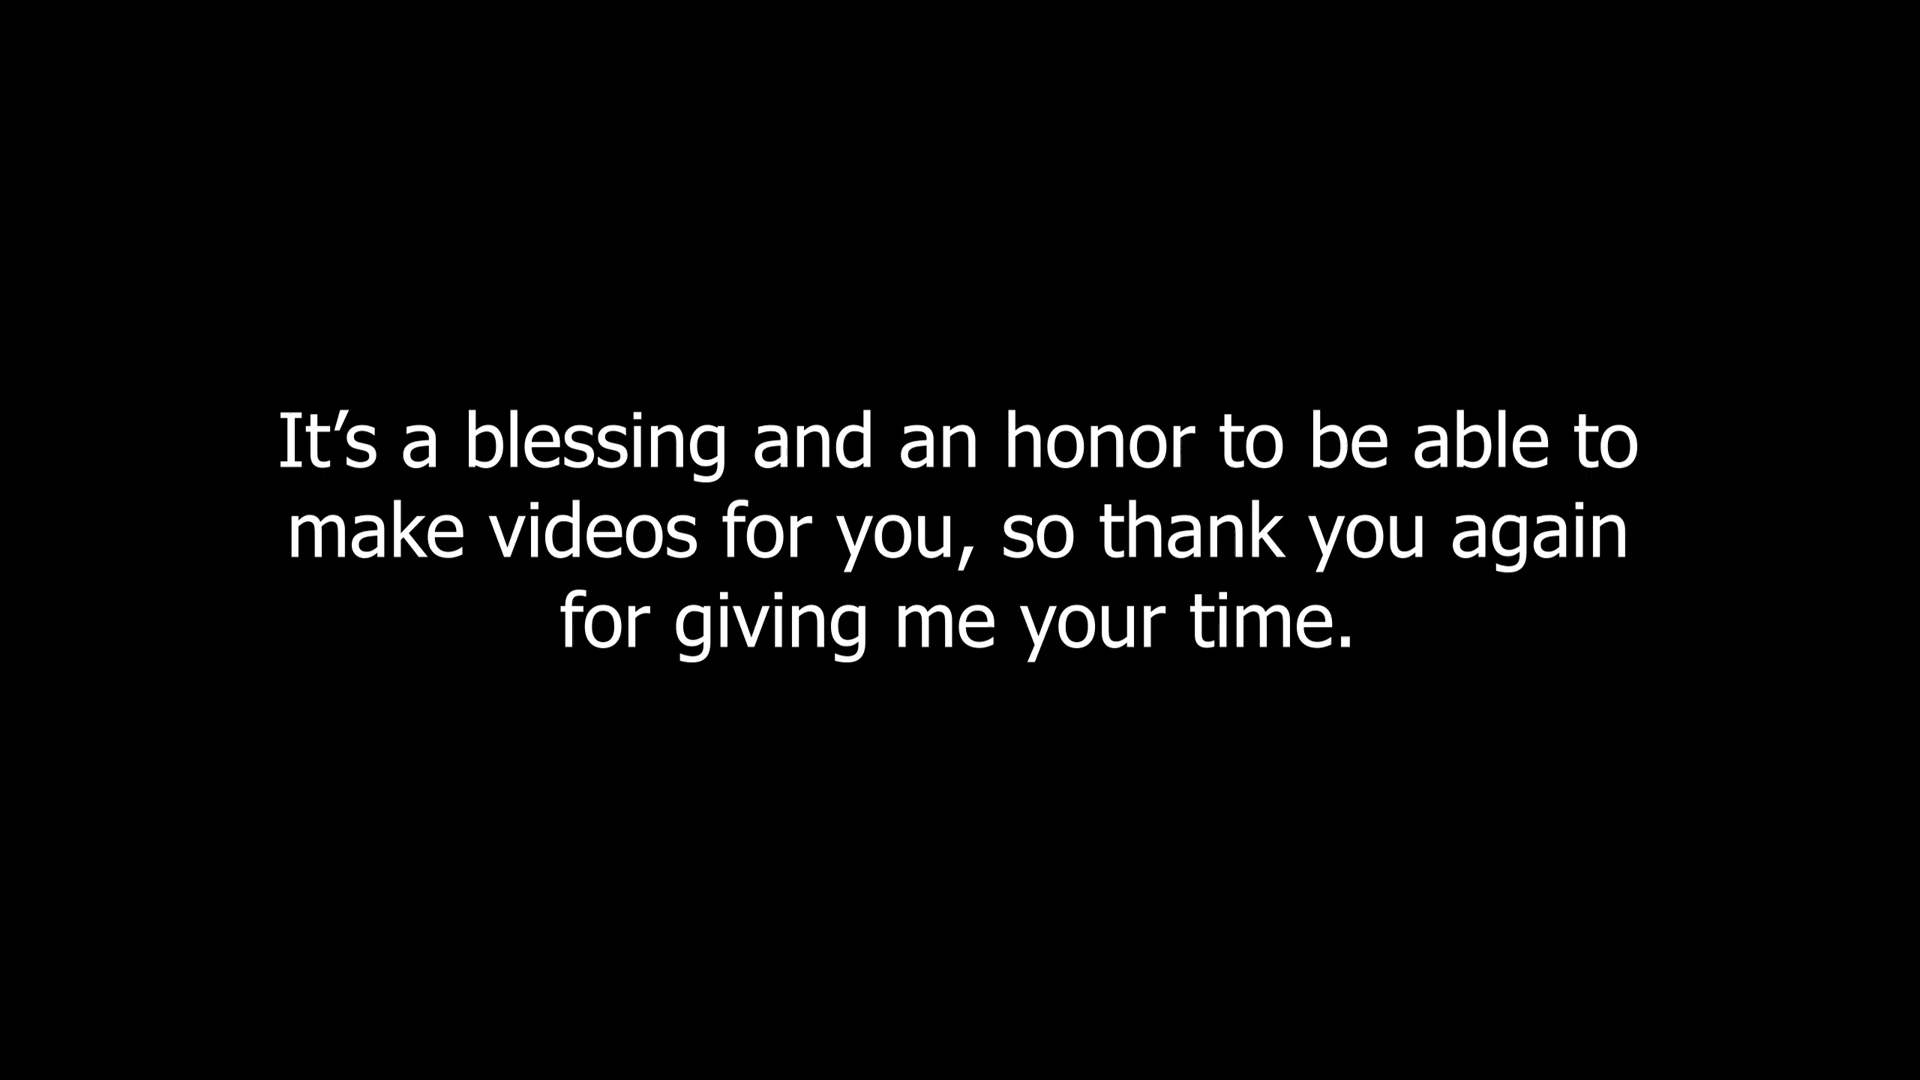 It’s a blessing and an honor to be able to
make videos for you, so thank you again
for giving me your time.